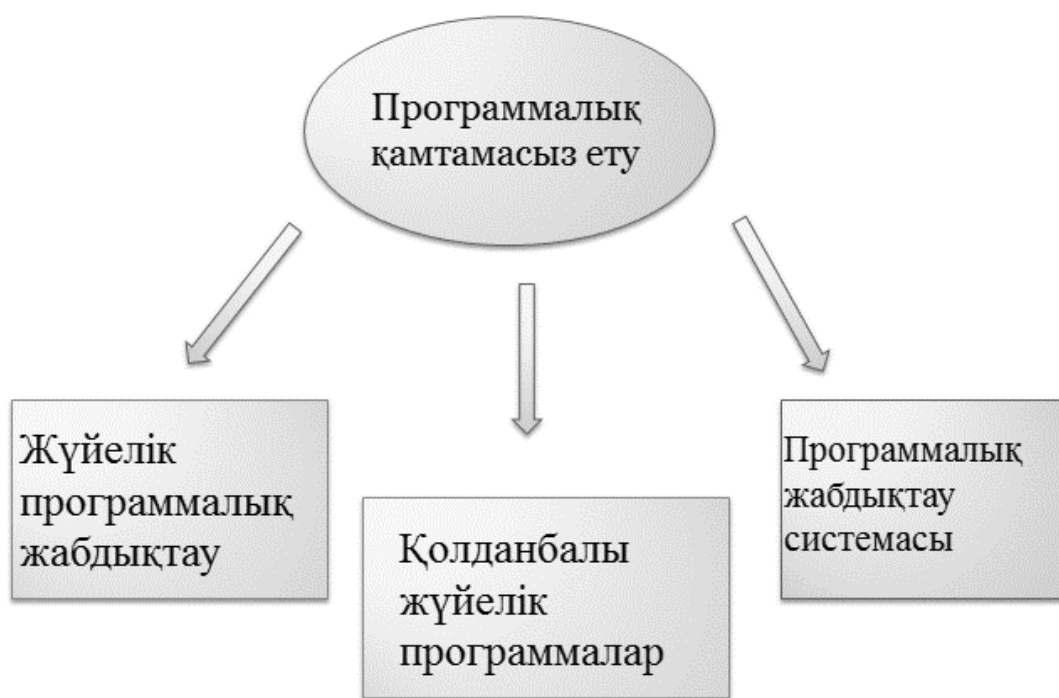 Программалық
қамтамасыз ету
Жүйелік
программалық
жабдықтау
Қолданбалы
жүйелік
программалар
Программалық
жабдықтау
системасы